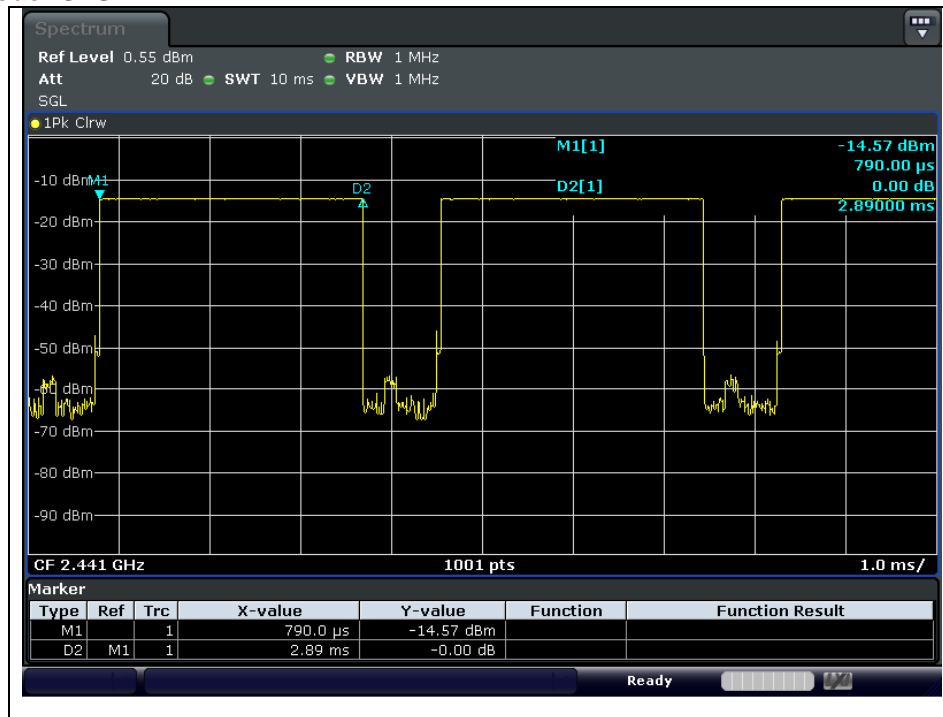 Spectrum
Ref Level 0.55 dBm RBW 1 MHz
Att 20 dB SWT 10 ms VBW 1 MHz
SGL
1Pk Clrw
M1[1] -14.57 dBm
790.00 µs
D2[1] 0.00 dB
2.89000 ms
M1
D2
-10 dBm
-20 dBm
-30 dBm
-40 dBm
-50 dBm
-60 dBm
-70 dBm
-80 dBm
-90 dBm
CF 2.441 GHz 1001 pts 1.0 ms/
Marker
Type Ref Trc X-value Y-value Function Function Result
M1 1 790.0 µs -14.57 dBm
D2 M1 1 2.89 ms -0.00 dB
Ready